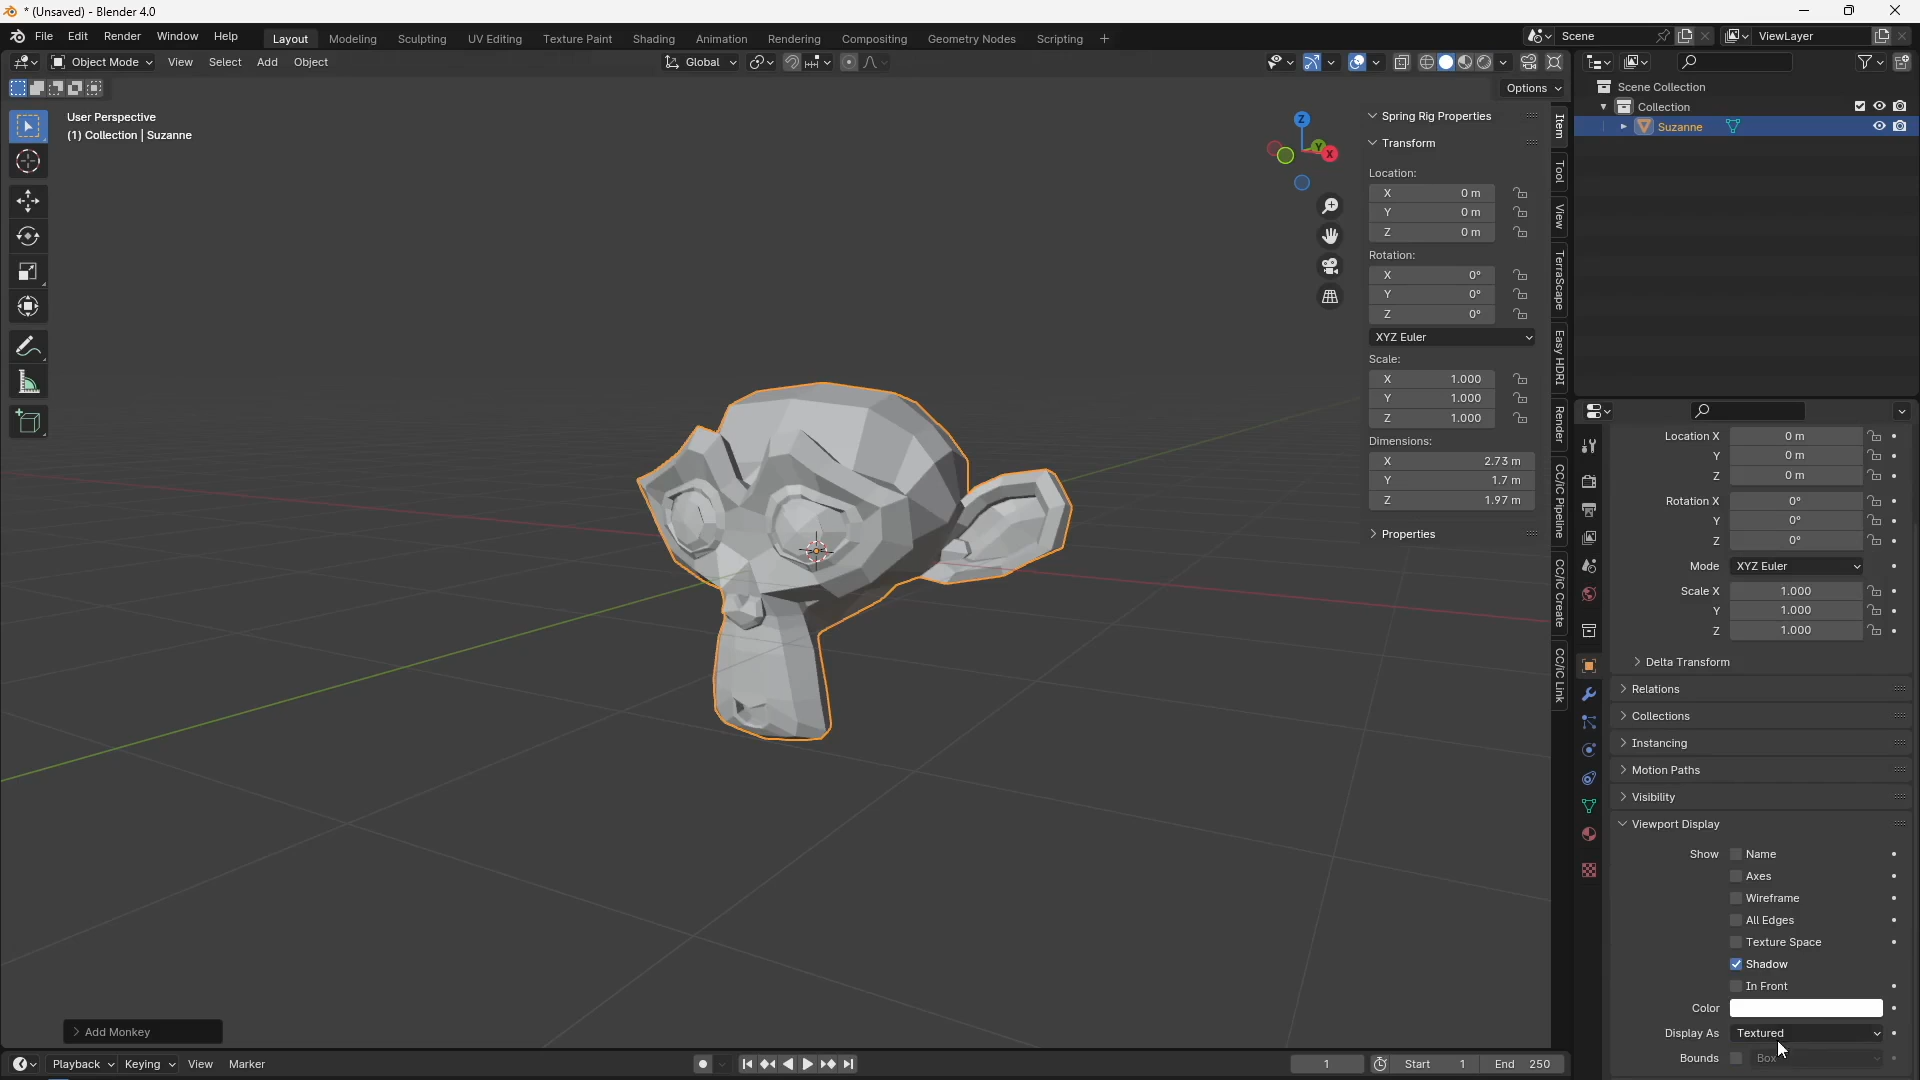 * (Unsaved) - Blender 4.0
File Edit Render Window Help Layout Modeling Sculpting UV Editing Texture Paint Shading Animation Rendering Compositing Geometry Nodes Scripting + Scene ViewLayer
Object Mode View Select Add Object Global
Options
User Perspective
(1) Collection | Suzanne
Z
Y
X
Spring Rig Properties
Transform
Location:
X 0 m
Y 0 m
Z 0 m
Rotation:
X 0°
Y 0°
Z 0°
XYZ Euler
Scale:
X 1.000
Y 1.000
Z 1.000
Dimensions:
X 2.73 m
Y 1.7 m
Z 1.97 m
Properties
Item
Tool
View
TerraScape
Easy HDRI
Render
CC/iC Pipeline
CC/iC Create
CC/iC Link
Scene Collection
Collection
Suzanne
Location X 0 m
Y 0 m
Z 0 m
Rotation X 0°
Y 0°
Z 0°
Mode XYZ Euler
Scale X 1.000
Y 1.000
Z 1.000
Delta Transform
Relations
Collections
Instancing
Motion Paths
Visibility
Viewport Display
Show Name
Axes
Wireframe
All Edges
Texture Space
Shadow
In Front
Color
Display As Textured
Bounds Box
Add Monkey
Playback Keying View Marker 1 Start 1 End 250